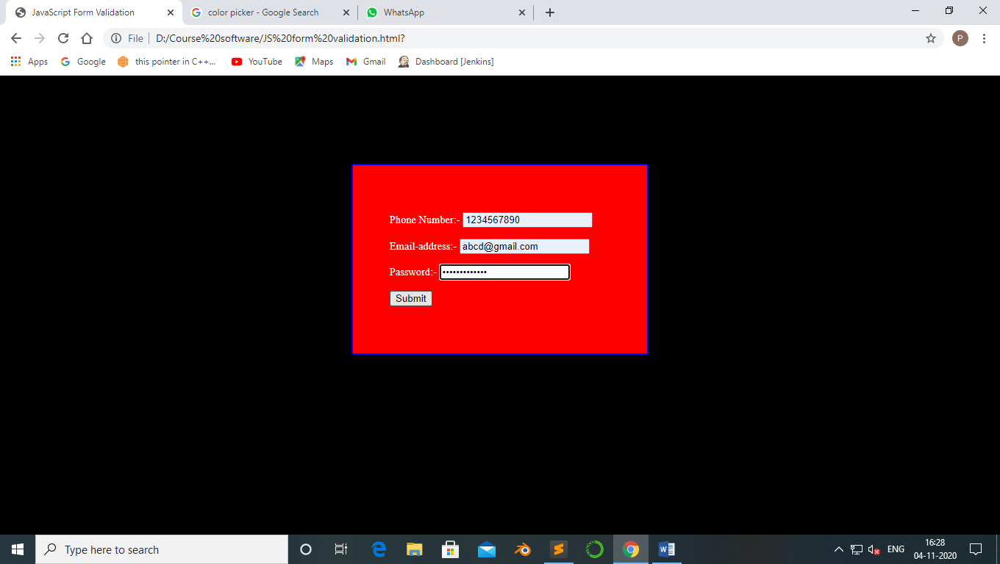 JavaScript Form Validation
color picker - Google Search
WhatsApp
File
D:/Course%20software/JS%20form%20validation.html?
P
Apps
Google
this pointer in C++...
YouTube
Maps
Gmail
Dashboard [Jenkins]
Phone Number:- 1234567890
Email-address:- abcd@gmail.com
Password:- •••••••••••••
Submit
Type here to search
ENG
16:28
04-11-2020